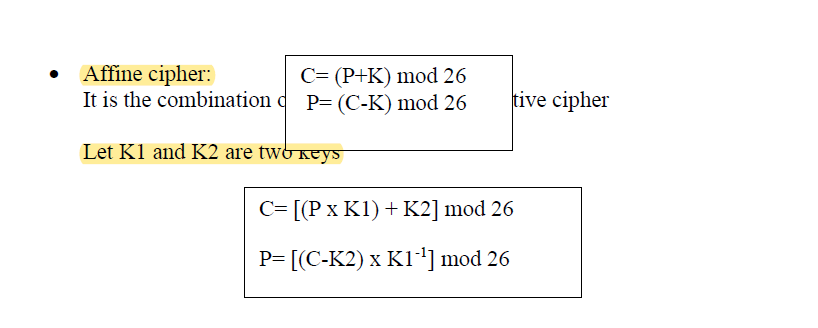 • Affine cipher:
C= (P+K) mod 26
P= (C-K) mod 26
It is the combination tive cipher
Let K1 and K2 are two keys
C= [(P x K1) + K2] mod 26
P= [(C-K2) x K1⁻¹] mod 26